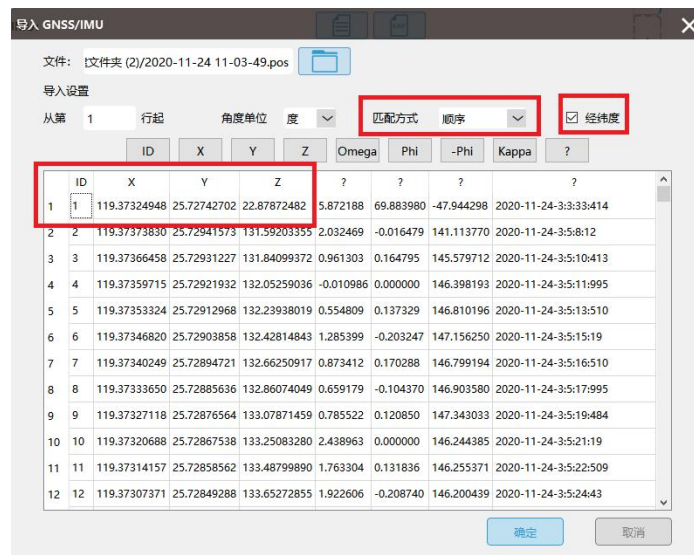 导入 GNSS/IMU
文件: 文件夹 (2)/2020-11-24 11-03-49.pos
导入设置
从第 1 行起 角度单位 度 匹配方式 顺序 经纬度
ID X Y Z Omega Phi -Phi Kappa ?
ID X Y Z ? ? ? ?
1 1 119.37324948 25.72742702 22.87872482 5.872188 69.883980 -47.944298 2020-11-24-3:3:33:414
2 2 119.37373830 25.72941573 131.59203355 2.032469 -0.016479 141.113770 2020-11-24-3:5:8:12
3 3 119.37366458 25.72931227 131.84099372 0.961303 0.164795 145.579712 2020-11-24-3:5:10:413
4 4 119.37359715 25.72921932 132.05259036 -0.010986 0.000000 146.398193 2020-11-24-3:5:11:995
5 5 119.37353324 25.72912968 132.1223938019 0.554809 0.137329 146.810196 2020-11-24-3:5:13:510
6 6 119.37346820 25.72903858 132.42814843 1.285399 -0.203247 147.156250 2020-11-24-3:5:15:19
7 7 119.37340249 25.72894721 132.66250917 0.873412 0.170288 146.799194 2020-11-24-3:5:16:510
8 8 119.37333650 25.72885636 132.86074049 0.659179 -0.104370 146.903580 2020-11-24-3:5:17:995
9 9 119.37327118 25.72876564 133.07871459 0.785522 0.120850 147.343033 2020-11-24-3:5:19:484
10 10 119.37320688 25.72867538 133.25083280 2.438963 0.000000 146.244385 2020-11-24-3:5:21:19
11 11 119.37314157 25.72858562 133.48799890 1.763304 0.131836 146.255371 2020-11-24-3:5:22:509
12 12 119.37307371 25.72849288 133.65272855 1.922606 -0.208740 146.200439 2020-11-24-3:5:24:43
确定 取消